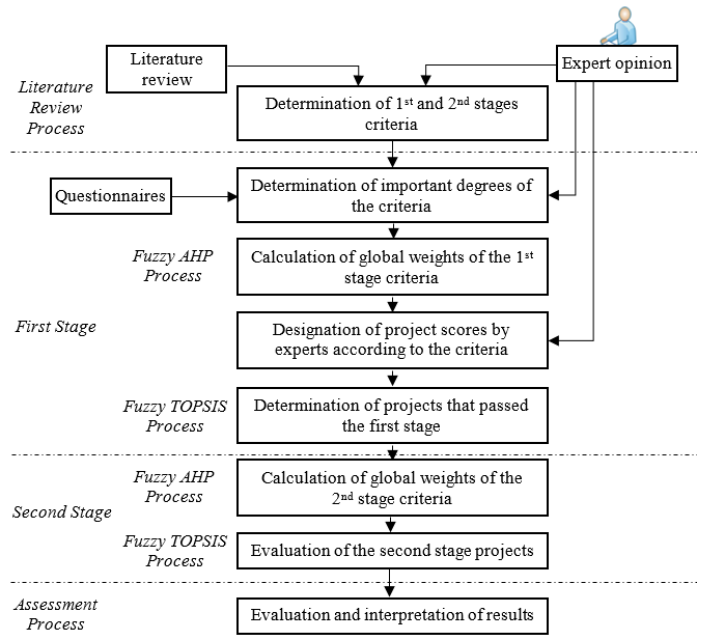 Literature
review
Expert opinion
Literature
Review
Process
Determination of 1st and 2nd stages
criteria
Questionnaires
Determination of important degrees of
the criteria
Fuzzy AHP
Process
Calculation of global weights of the 1st
stage criteria
First Stage
Designation of project scores by
experts according to the criteria
Fuzzy TOPSIS
Process
Determination of projects that passed
the first stage
Second Stage
Fuzzy AHP
Process
Calculation of global weights of the
2nd stage criteria
Fuzzy TOPSIS
Process
Evaluation of the second stage projects
Assessment
Process
Evaluation and interpretation of results